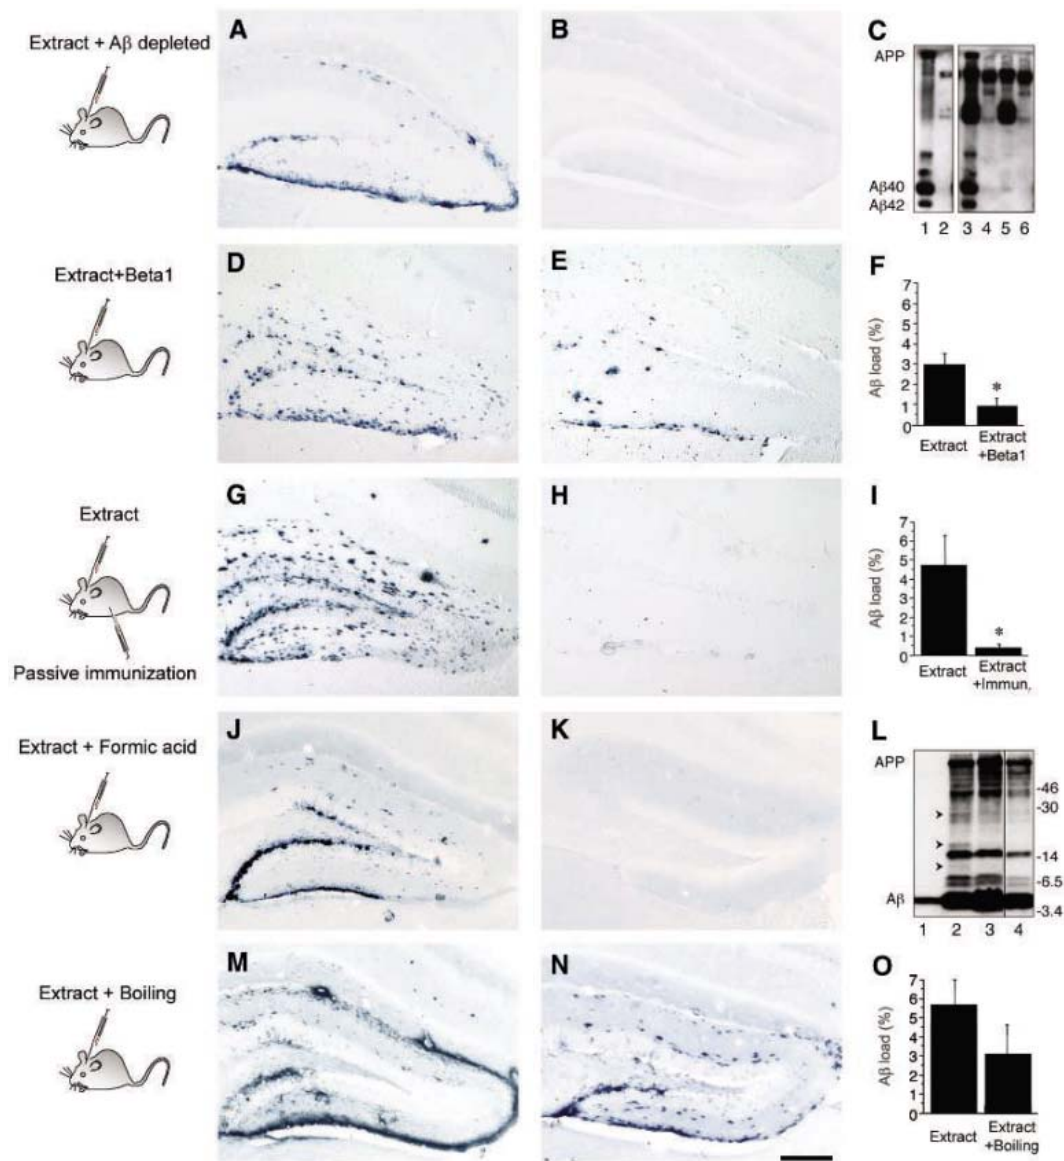 Extract + Aβ depleted
A
B
C
APP
Aβ40
Aβ42
1 2 3 4 5 6
Extract+Beta1
D
E
F
Aβ load (%)
7
6
5
4
3
2
1
0
*
Extract
Extract
+Beta1
Extract
Passive immunization
G
H
I
Aβ load (%)
7
6
5
4
3
2
1
0
*
Extract
Extract
+Immun,
Extract + Formic acid
J
K
L
APP
Aβ
-46
-30
-14
-6.5
-3.4
1 2 3 4
Extract + Boiling
M
N
O
Aβ load (%)
7
6
5
4
3
2
1
0
Extract
Extract
+Boiling